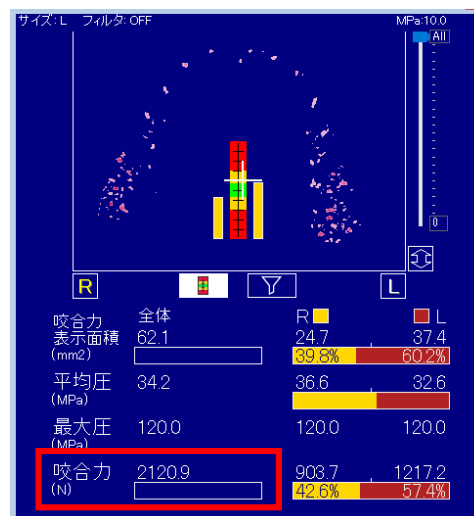 サイズ: L フィルタ: OFF MPa:10.0
All
0
R L
咬合力 全体 R L
表示面積 62.1 24.7 37.4
(mm2) 39.8% 60.2%
平均圧 34.2 36.6 32.6
(MPa)
最大圧 120.0 120.0 120.0
(MPa)
咬合力 2120.9 903.7 1217.2
(N) 42.6% 57.4%